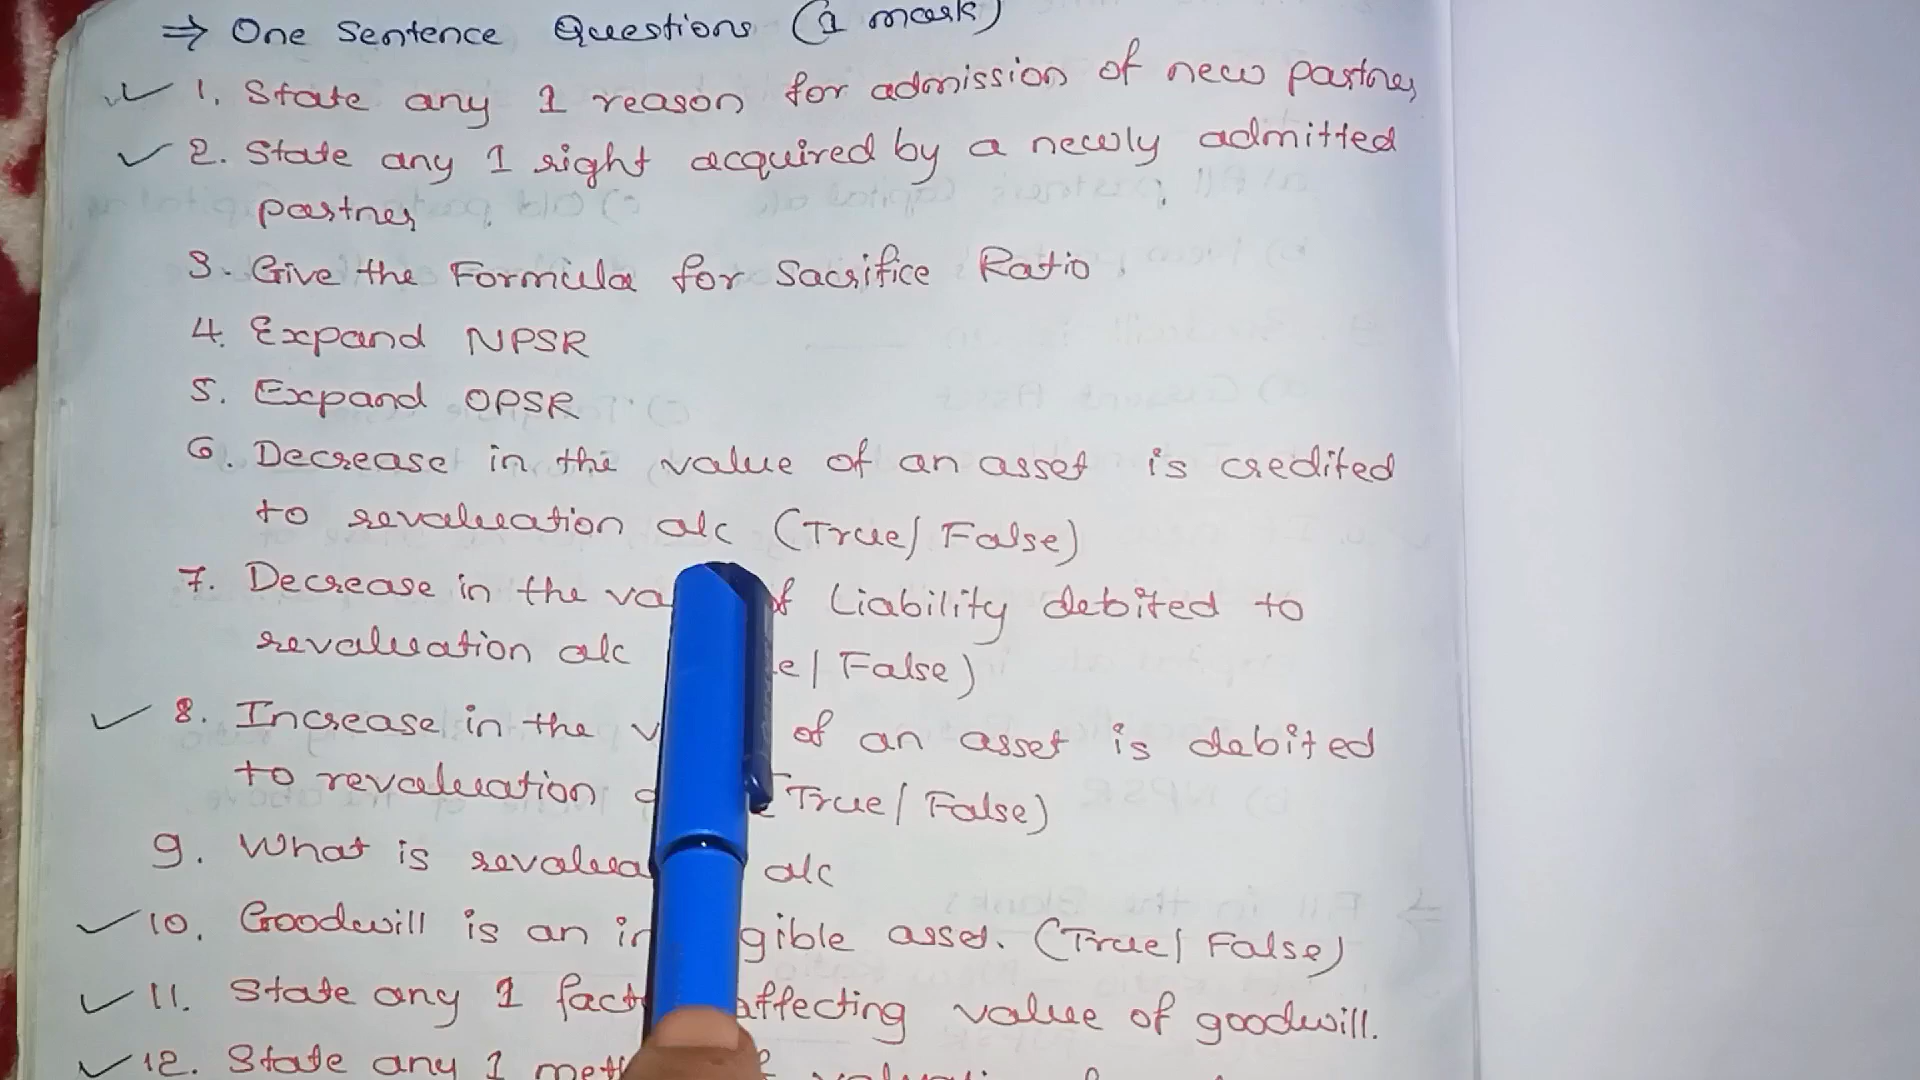 ⇒ One Sentence Questions (1 mark)
1. State any 1 reason for admission of new partner
2. State any 1 right acquired by a newly admitted
partner
3. Give the Formula for Sacrifice Ratio
4. Expand NPSR
5. Expand OPSR
6. Decrease in the value of an asset is credited
to revaluation a/c (True/False)
7. Decrease in the va of Liability debited to
revaluation a/c e/False)
8. Increase in the v of an asset is debited
to revaluation (True/False)
9. What is revalua a/c
10. Goodwill is an in gible asset. (True/False)
11. State any 1 fact affecting value of goodwill.
12. State any 1 meth